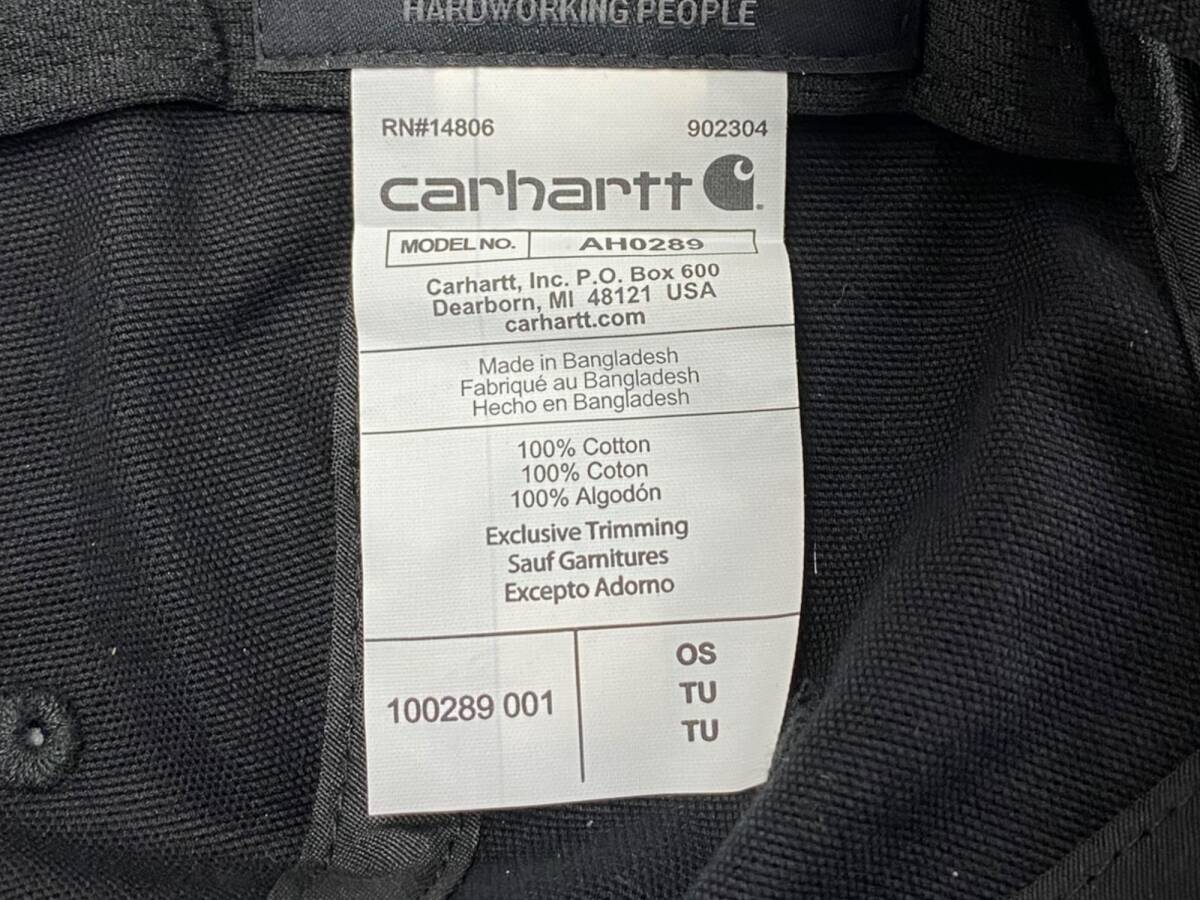 HARDWORKING PEOPLE
RN#14806 902304
carhartt
MODEL NO. AH0289
Carhartt, Inc. P.O. Box 600
Dearborn, MI 48121 USA
carhartt.com
Made in Bangladesh
Fabriqué au Bangladesh
Hecho en Bangladesh
100% Cotton
100% Coton
100% Algodón
Exclusive Trimming
Sauf Garnitures
Excepto Adorno
100289 001
OS
TU
TU